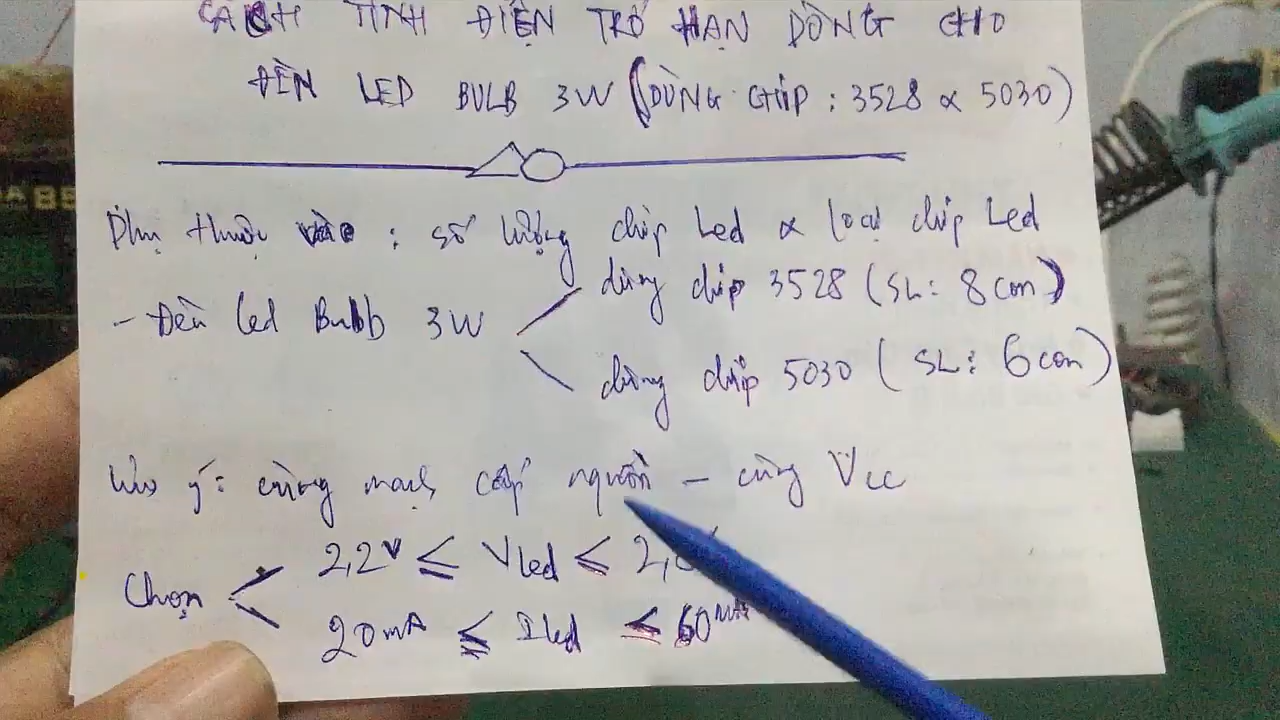 CÁCH TÍNH ĐIỆN TRỞ HẠN DÒNG CHO
ĐÈN LED BULB 3W (DÙNG CHIP : 3528 & 5030)
Phụ thuộc vào : số lượng chip Led & loại chip Led
dùng chip 3528 (SL: 8 con)
- Đèn led Bulb 3W
dùng chip 5030 (SL: 6 con)
Lưu ý: cùng mạch cấp nguồn - cùng Vcc
2,2V ≤ Vled ≤
Chọn
20mA ≤ Iled ≤ 60mA